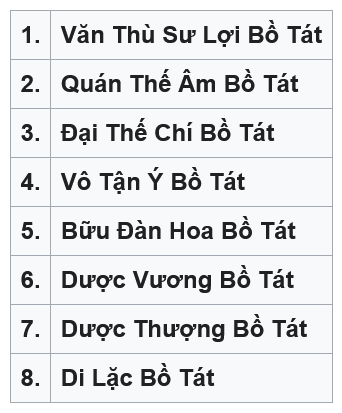 1. Văn Thù Sư Lợi Bồ Tát
2. Quán Thế Âm Bồ Tát
3. Đại Thế Chí Bồ Tát
4. Vô Tận Ý Bồ Tát
5. Bữu Đàn Hoa Bồ Tát
6. Dược Vương Bồ Tát
7. Dược Thượng Bồ Tát
8. Di Lặc Bồ Tát